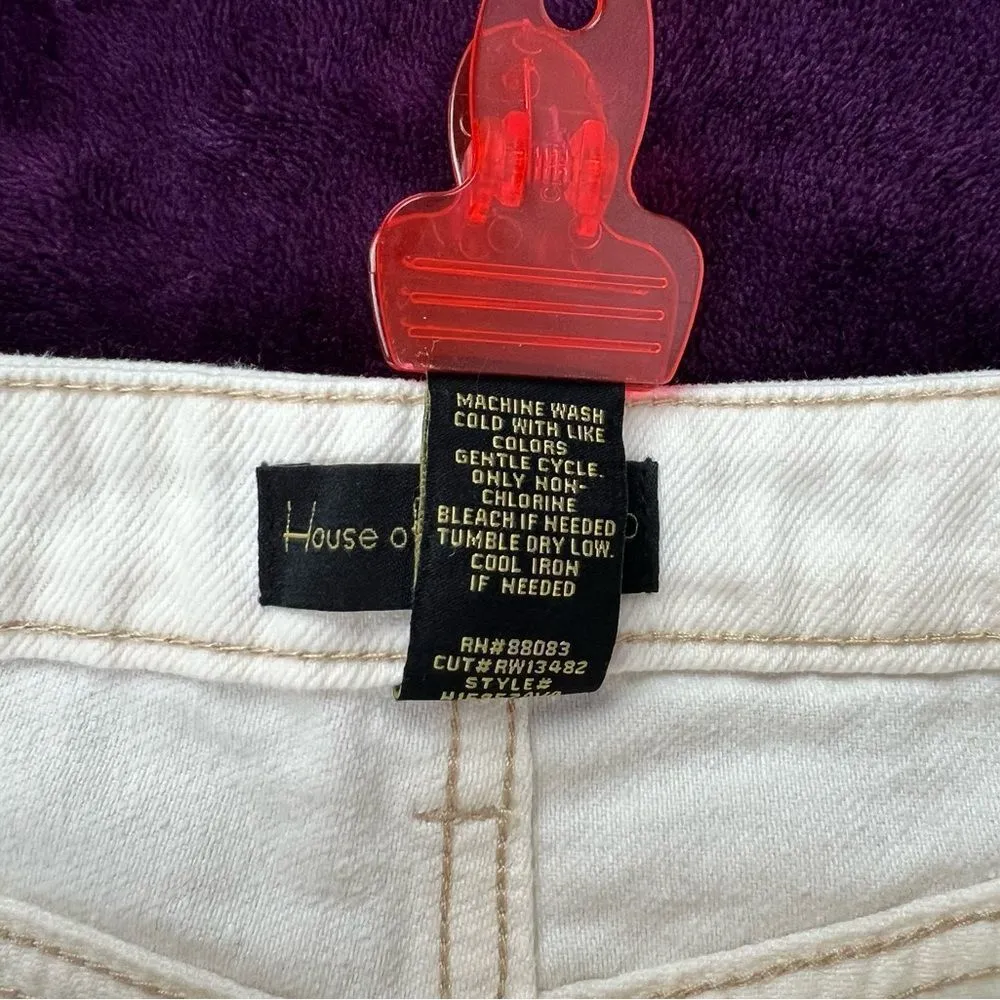 MACHINE WASH
COLD WITH LIKE
COLORS
GENTLE CYCLE.
ONLY NON-
CHLORINE
BLEACH IF NEEDED
TUMBLE DRY LOW.
COOL IRON
IF NEEDED
House of
RN#88083
CUT#RW13482
STYLE#